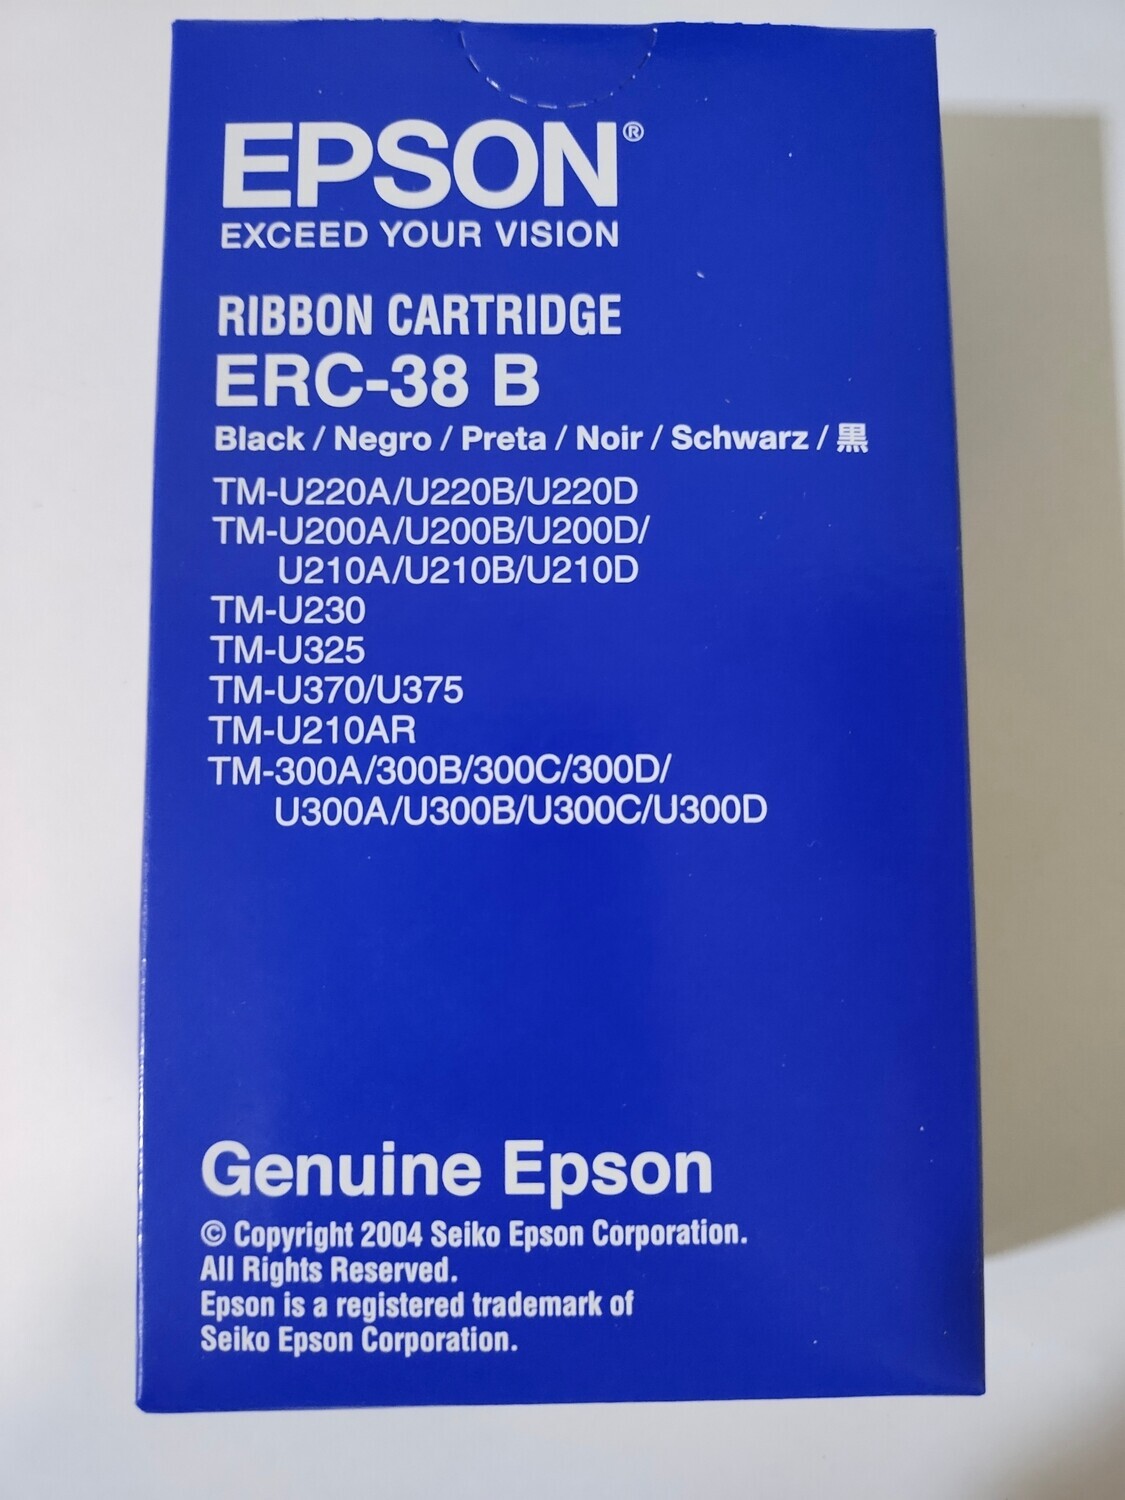 EPSON®
EXCEED YOUR VISION
RIBBON CARTRIDGE
ERC-38 B
Black / Negro / Preta / Noir / Schwarz / 黒
TM-U220A/U220B/U220D
TM-U200A/U200B/U200D/
U210A/U210B/U210D
TM-U230
TM-U325
TM-U370/U375
TM-U210AR
TM-300A/300B/300C/300D/
U300A/U300B/U300C/U300D
Genuine Epson
© Copyright 2004 Seiko Epson Corporation.
All Rights Reserved.
Epson is a registered trademark of
Seiko Epson Corporation.